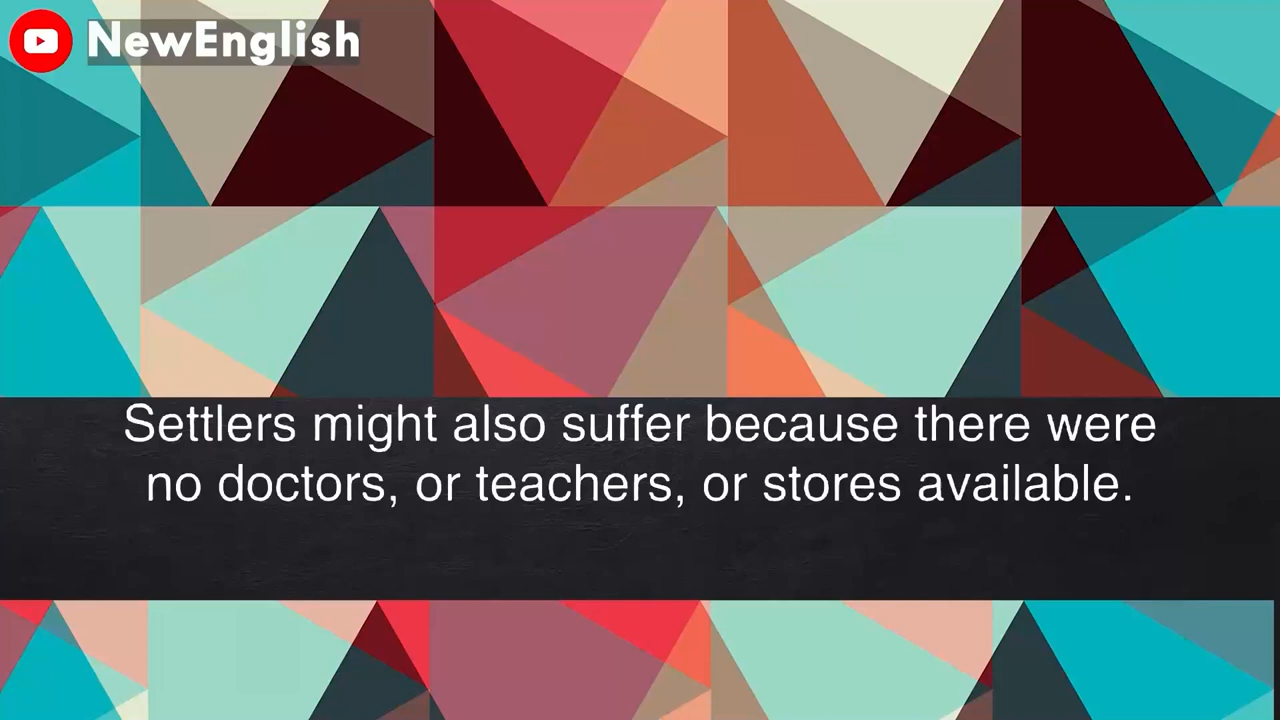 NewEnglish
Settlers might also suffer because there were
no doctors, or teachers, or stores available.